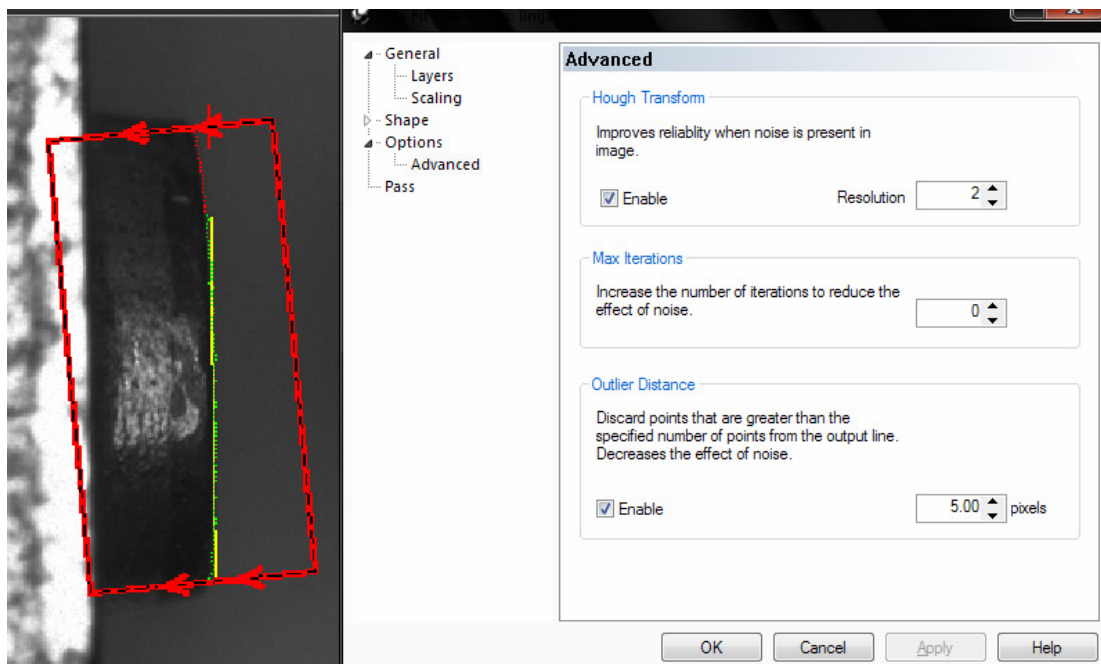 General
Layers
Scaling
Shape
Options
Advanced
Pass
Advanced
Hough Transform
Improves reliablity when noise is present in
image.
Enable
Resolution 2
Max Iterations
Increase the number of iterations to reduce the
effect of noise.
0
Outlier Distance
Discard points that are greater than the
specified number of points from the output line.
Decreases the effect of noise.
Enable
5.00 pixels
OK Cancel Apply Help